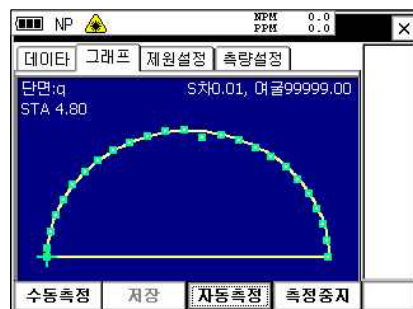 NP NPM 0.0
PPM 0.0
데이타 그래프 제원설정 측량설정
단면:q S차0.01, 여굴99999.00
STA 4.80
수동측정 저장 자동측정 측정중지